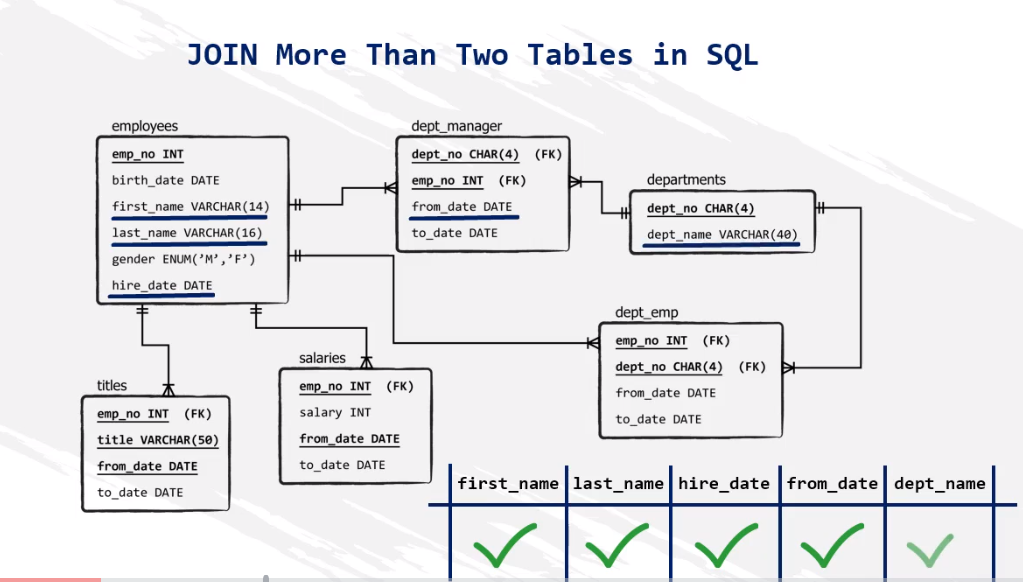 JOIN More Than Two Tables in SQL
employees
emp_no INT
birth_date DATE
first_name VARCHAR(14)
last_name VARCHAR(16)
gender ENUM(’M’,’F’)
hire_date DATE
dept_manager
dept_no CHAR(4) (FK)
emp_no INT (FK)
from_date DATE
to_date DATE
departments
dept_no CHAR(4)
dept_name VARCHAR(40)
dept_emp
emp_no INT (FK)
dept_no CHAR(4) (FK)
from_date DATE
to_date DATE
titles
emp_no INT (FK)
title VARCHAR(50)
from_date DATE
to_date DATE
salaries
emp_no INT (FK)
salary INT
from_date DATE
to_date DATE
first_name last_name hire_date from_date dept_name